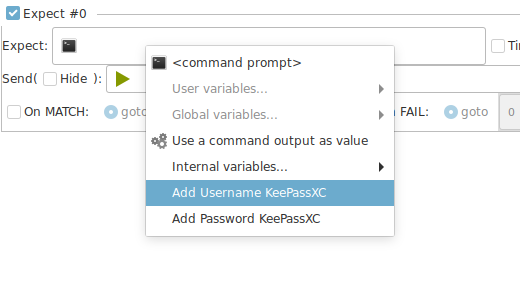 Expect #0
Expect:
Send( Hide ):
On MATCH: goto FAIL: goto 0
<command prompt>
User variables...
Global variables...
Use a command output as value
Internal variables...
Add Username KeePassXC
Add Password KeePassXC